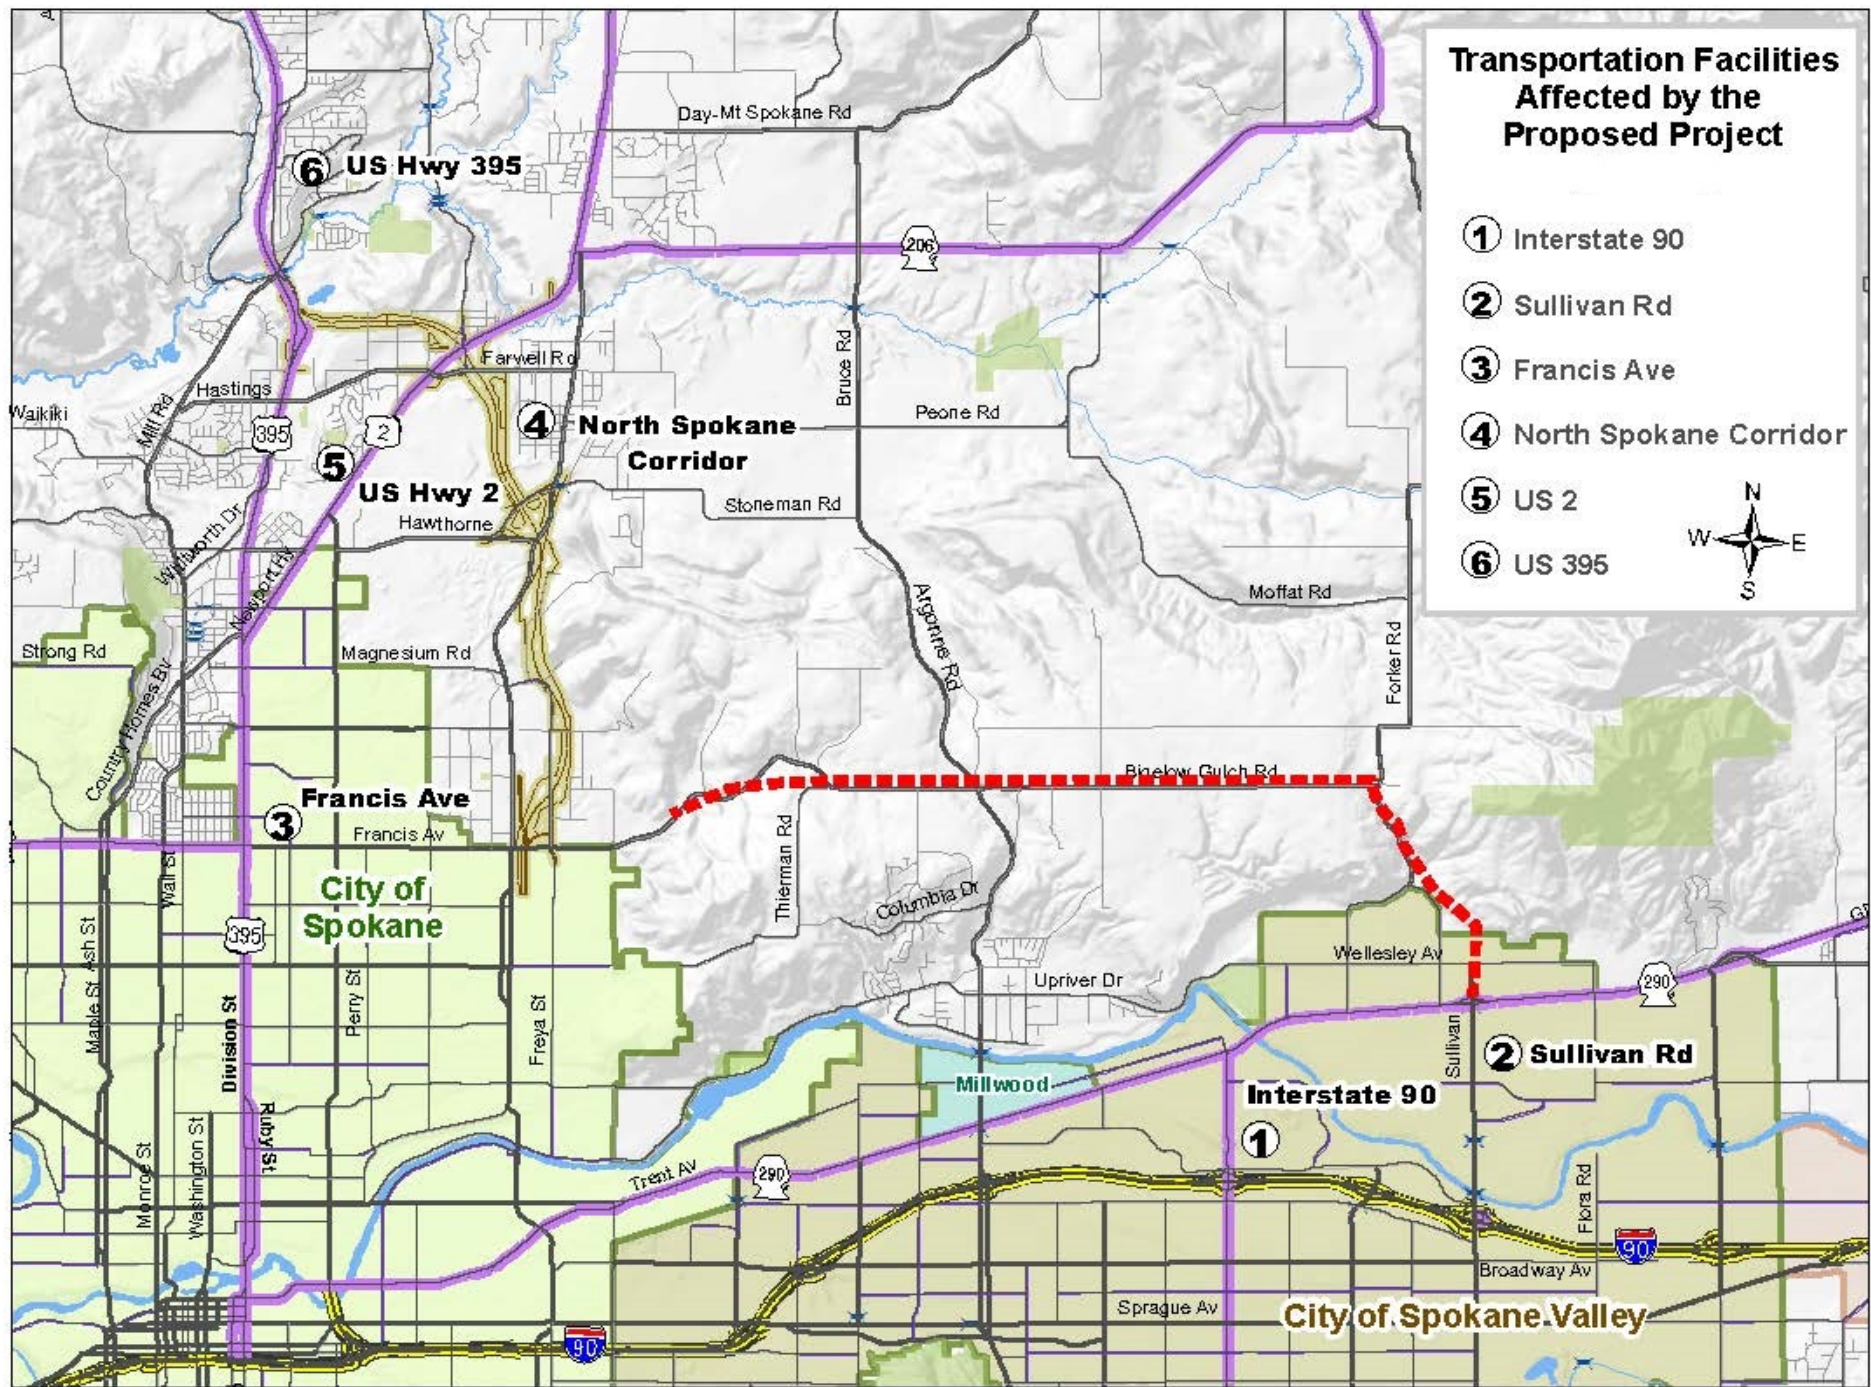 Transportation Facilities
Affected by the
Proposed Project
1 Interstate 90
2 Sullivan Rd
3 Francis Ave
4 North Spokane Corridor
5 US 2
6 US 395
N
W E
S
Day-Mt Spokane Rd
6 US Hwy 395
206
Bruce Rd
Farwell Rd
Hastings
Waikiki
Mill Rd
395
2
4 North Spokane
Corridor
Peone Rd
5
US Hwy 2
Hawthorne
Stoneman Rd
Whitworth Dr
Newport Hy
Argonne Rd
Moffat Rd
Forker Rd
Strong Rd
Magnesium Rd
Country Homes Bv
Bigelow Gulch Rd
3 Francis Ave
Francis Av
Wall St
City of
Spokane
Thierman Rd
Columbia Dr
395
Maple St
Ash St
Division St
Perry St
Freya St
Wellesley Av
Upriver Dr
290
Sullivan
2 Sullivan Rd
Millwood
Interstate 90
1
Ruby St
Monroe St
Washington St
Trent Av
290
Flora Rd
90
Broadway Av
Sprague Av
City of Spokane Valley
90